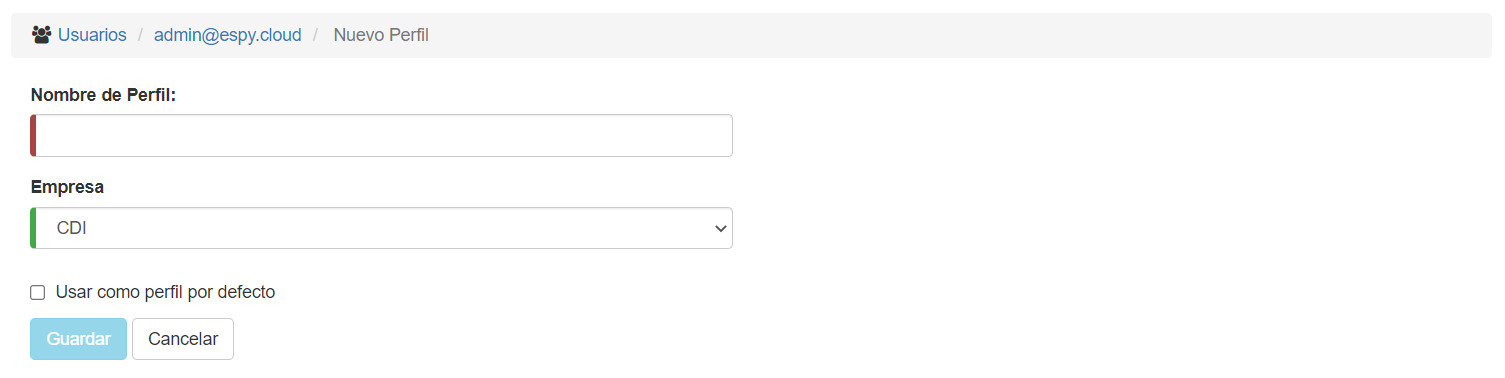 Usuarios / admin@espy.cloud / Nuevo Perfil
Nombre de Perfil:
Empresa
CDI
Usar como perfil por defecto
Guardar Cancelar